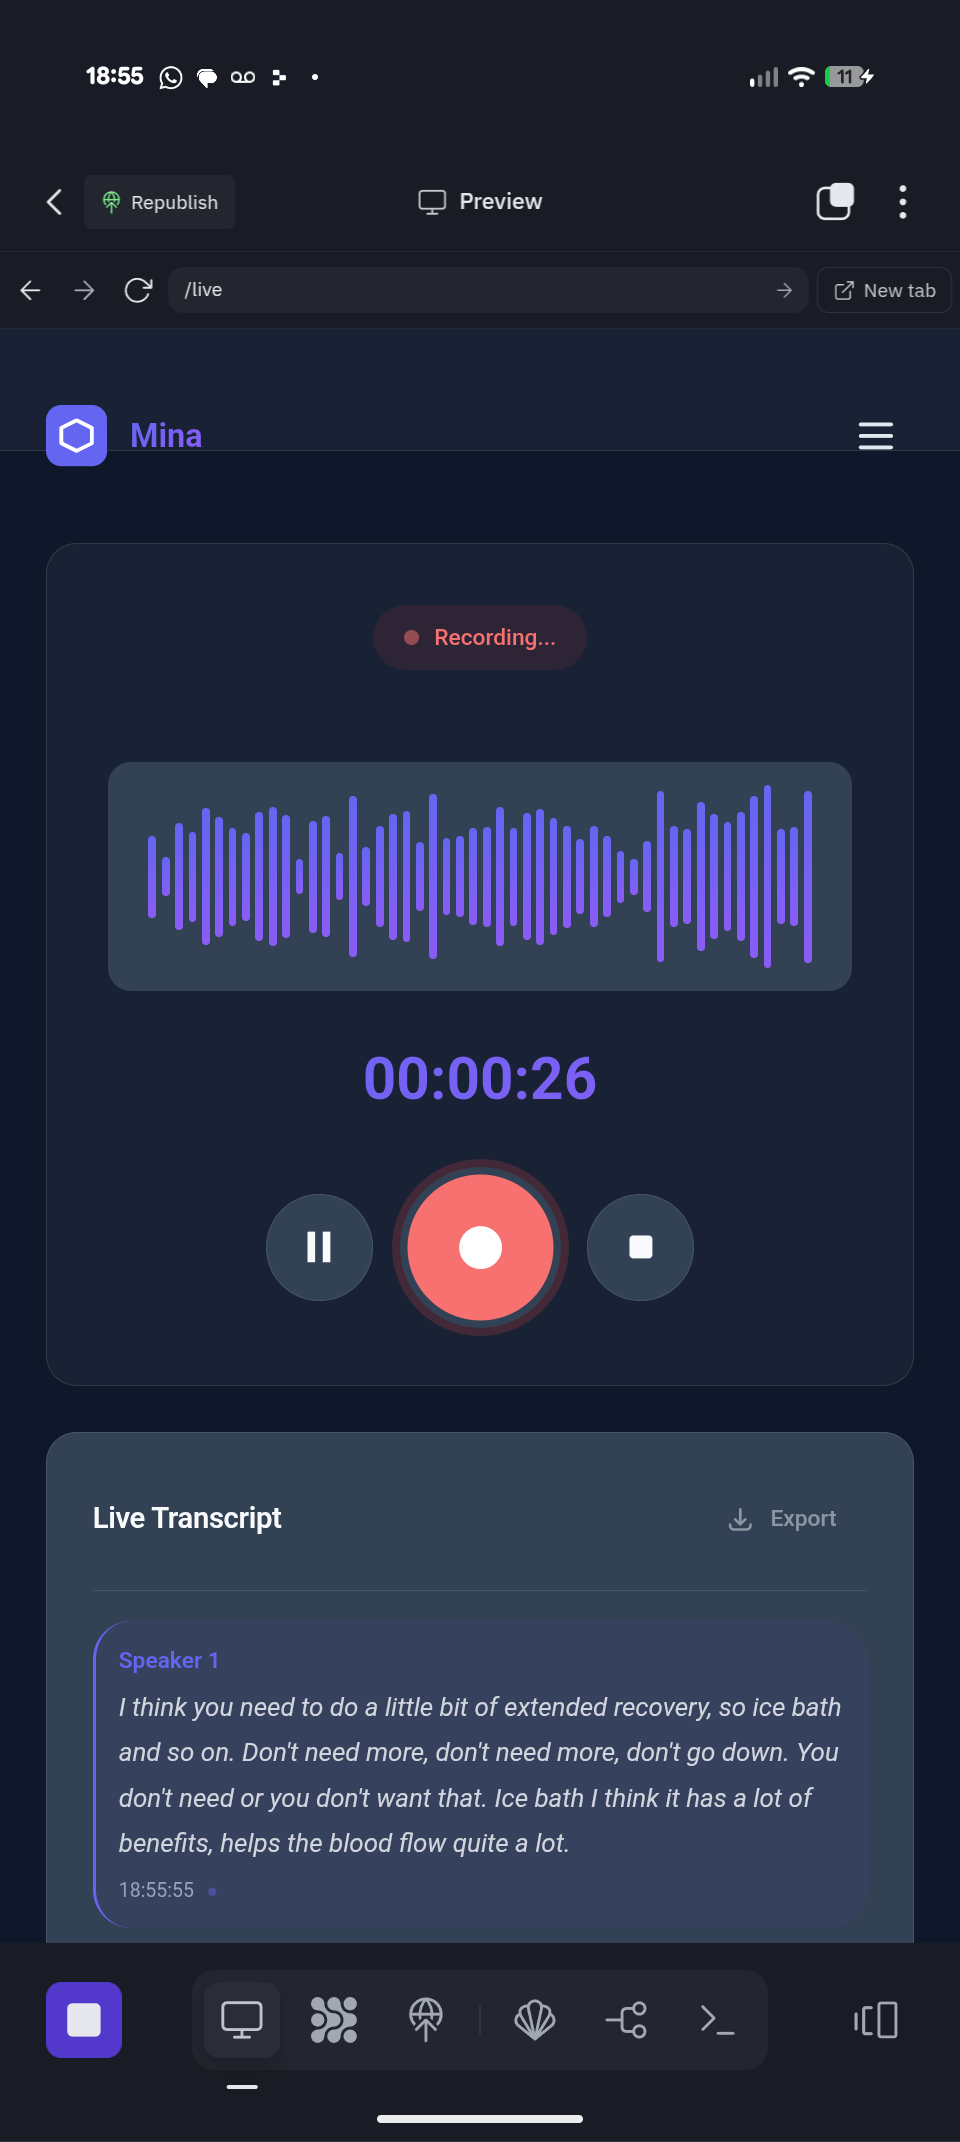 18:55
11
Republish
Preview
/live
New tab
Mina
Recording...
00:00:26
Live Transcript
Export
Speaker 1
I think you need to do a little bit of extended recovery, so ice bath
and so on. Don't need more, don't need more, don't go down. You
don't need or you don't want that. Ice bath I think it has a lot of
benefits, helps the blood flow quite a lot.
18:55:55